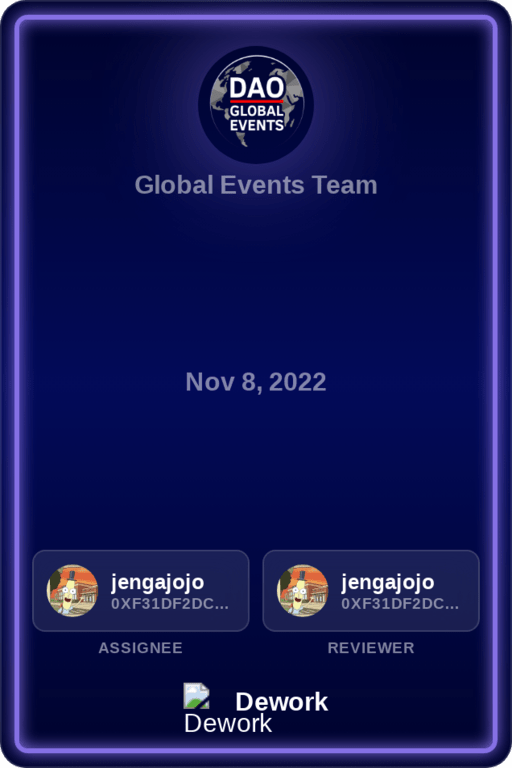 DAO
GLOBAL
EVENTS
Global Events Team
Nov 8, 2022
jengajojo
0XF31DF2DC...
jengajojo
0XF31DF2DC...
ASSIGNEE
REVIEWER
Dework
Dework